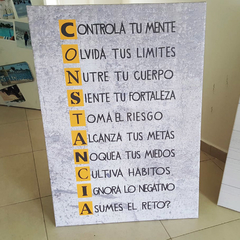 CONTROLA TU MENTE
OLVIDA TUS LIMITES
NUTRE TU CUERPO
SIENTE TU FORTALEZA
TOMA EL RIESGO
ALCANZA TUS METAS
NOQUEA TUS MIEDOS
CULTIVA HÁBITOS
IGNORA LO NEGATIVO
ASUMES EL RETO?